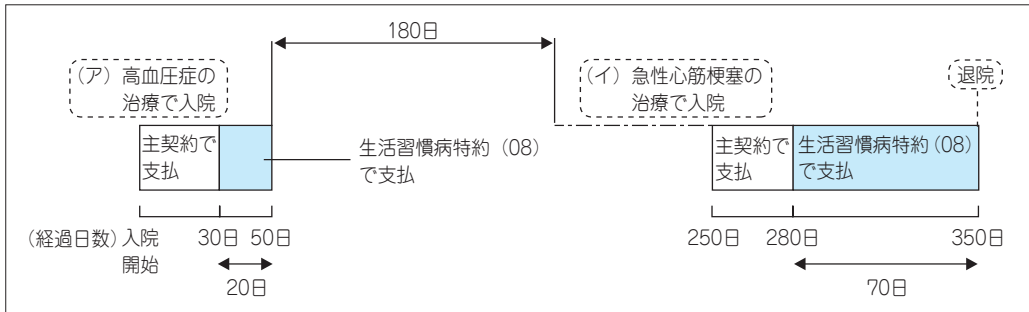 180日
（ア）高血圧症の
治療で入院
（イ）急性心筋梗塞の
治療で入院
退院
主契約で
支払
生活習慣病特約（08）
で支払
主契約で
支払
生活習慣病特約（08）
で支払
（経過日数）入院
開始
30日
50日
250日
280日
350日
20日
70日